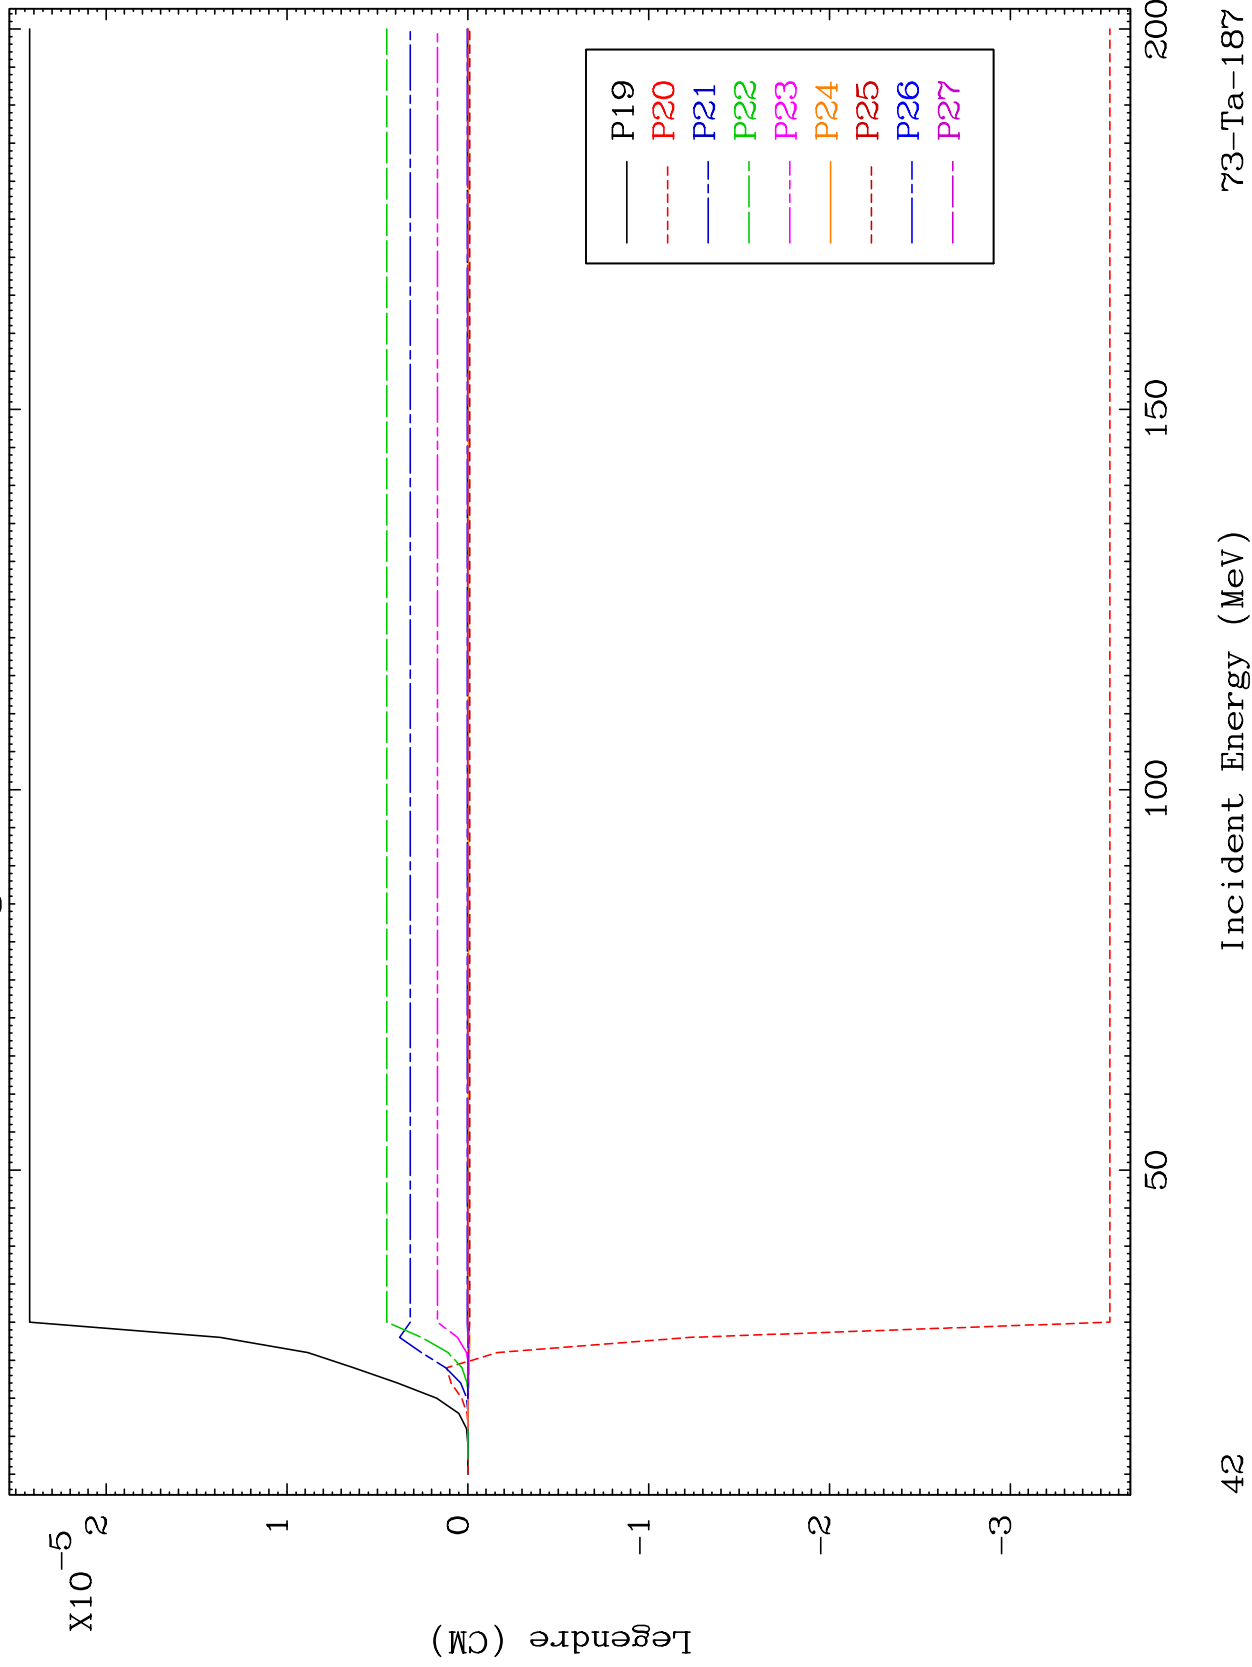 X10-5
2
1
0
-1
-2
-3
Legendre (CM)
P19
P20
P21
P22
P23
P24
P25
P26
P27
50
100
150
200
Incident Energy (MeV)
42
73-Ta-187